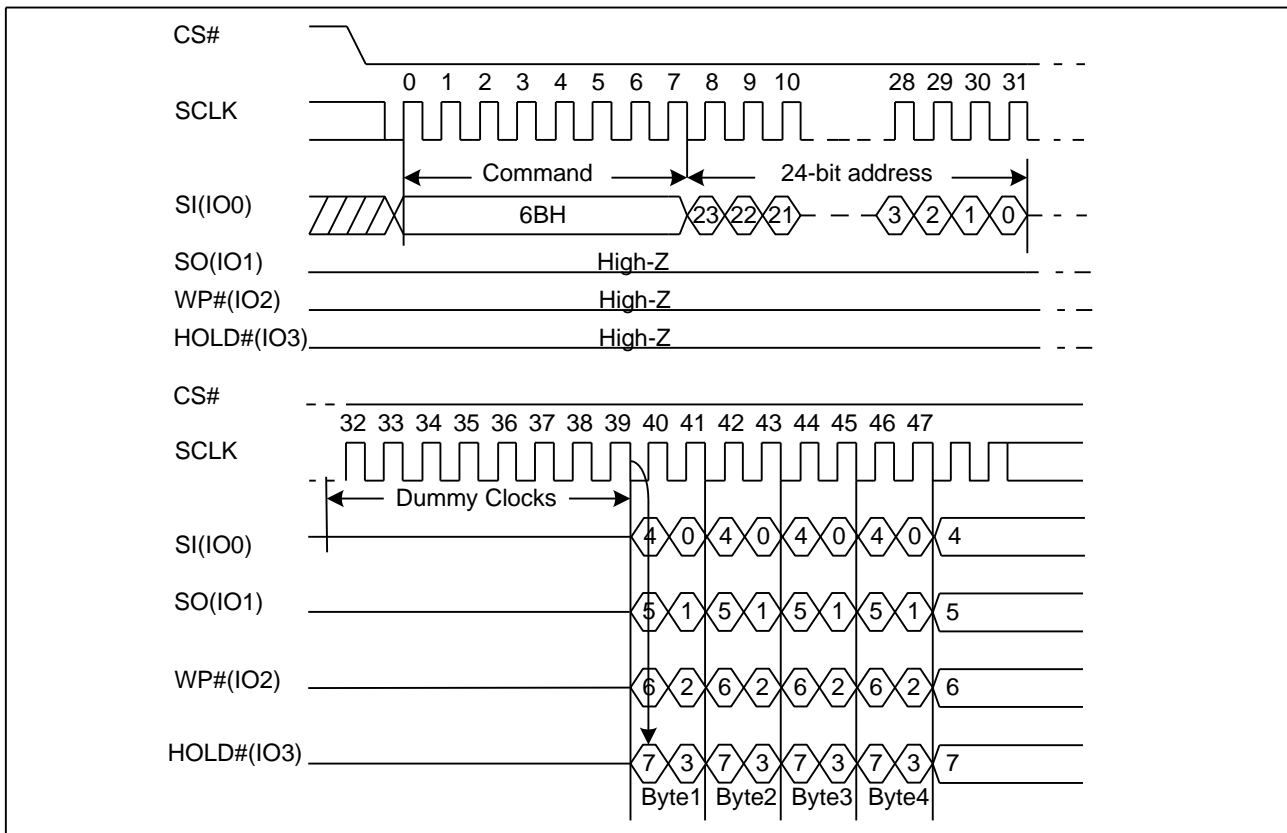 CS#
0 1 2 3 4 5 6 7 8 9 10 28 29 30 31
SCLK
Command 24-bit address
SI(IO0) 6BH 23 22 21 3 2 1 0
SO(IO1) High-Z
WP#(IO2) High-Z
HOLD#(IO3) High-Z
CS#
32 33 34 35 36 37 38 39 40 41 42 43 44 45 46 47
SCLK
Dummy Clocks
SI(IO0) 4 0 4 0 4 0 4 0 4
SO(IO1) 5 1 5 1 5 1 5 1 5
WP#(IO2) 6 2 6 2 6 2 6 2 6
HOLD#(IO3) 7 3 7 3 7 3 7 3 7
Byte1 Byte2 Byte3 Byte4